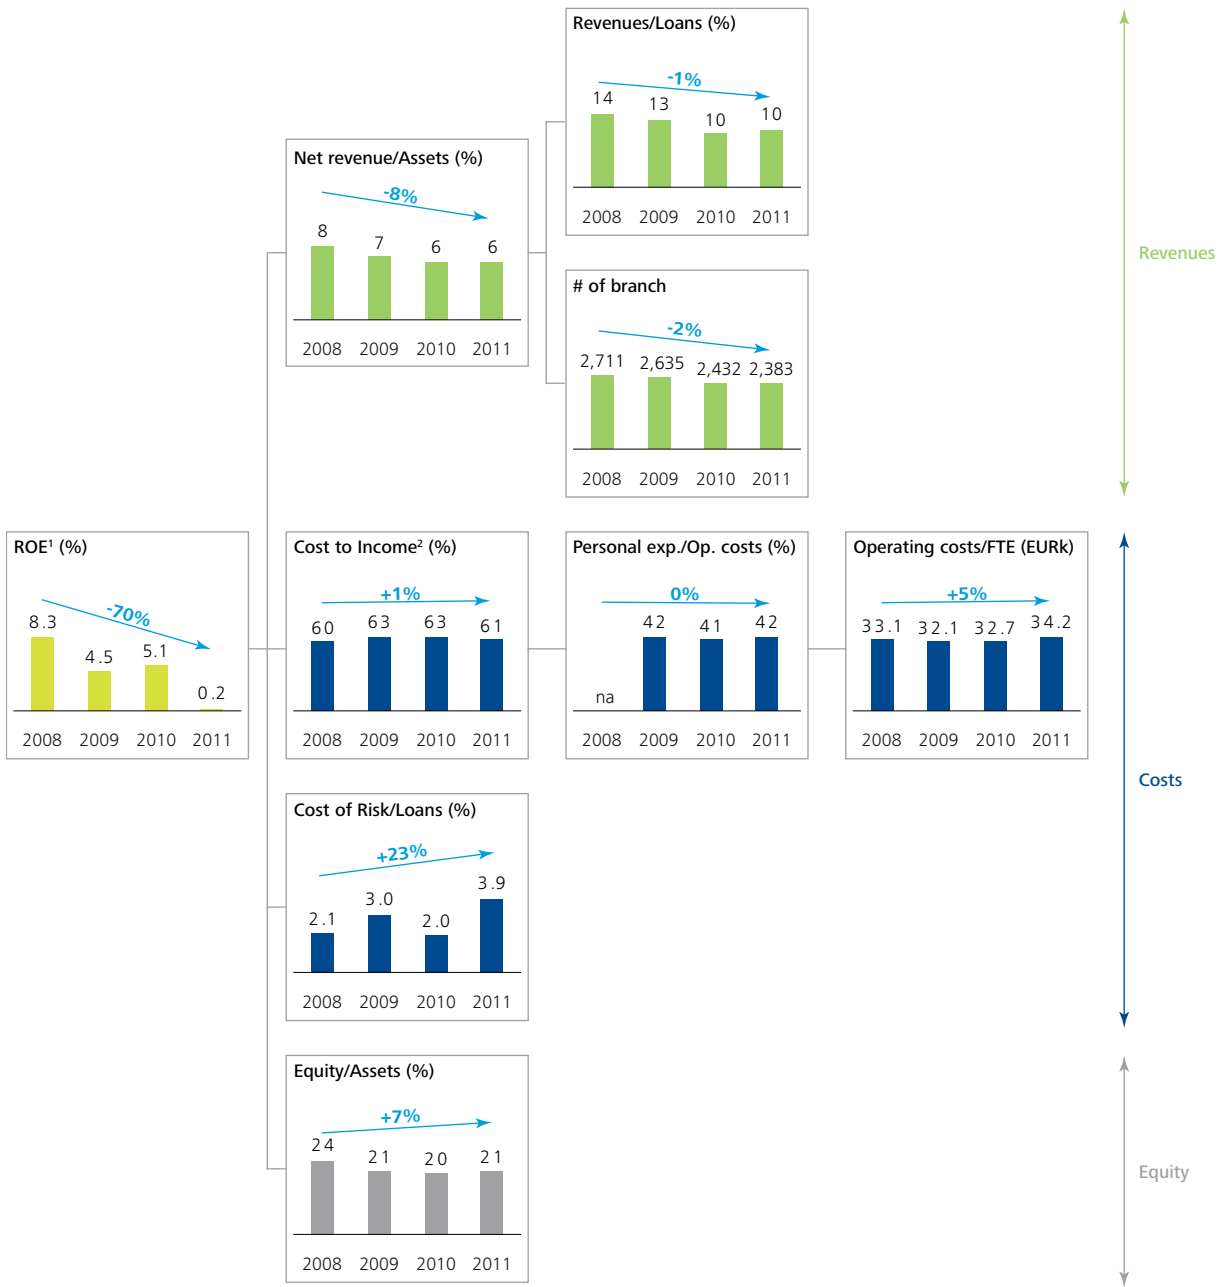 Revenues/Loans (%)
-1%
14 13 10 10
2008 2009 2010 2011
Net revenue/Assets (%)
-8%
8 7 6 6
2008 2009 2010 2011
# of branch
-2%
2,711 2,635 2,432 2,383
2008 2009 2010 2011
Revenues
ROE¹ (%)
-70%
8.3 4.5 5.1 0.2
2008 2009 2010 2011
Cost to Income² (%)
+1%
60 63 63 61
2008 2009 2010 2011
Personal exp./Op. costs (%)
0%
na 42 41 42
2008 2009 2010 2011
Operating costs/FTE (EURk)
+5%
33.1 32.1 32.7 34.2
2008 2009 2010 2011
Cost of Risk/Loans (%)
+23%
2.1 3.0 2.0 3.9
2008 2009 2010 2011
Costs
Equity/Assets (%)
+7%
24 21 20 21
2008 2009 2010 2011
Equity